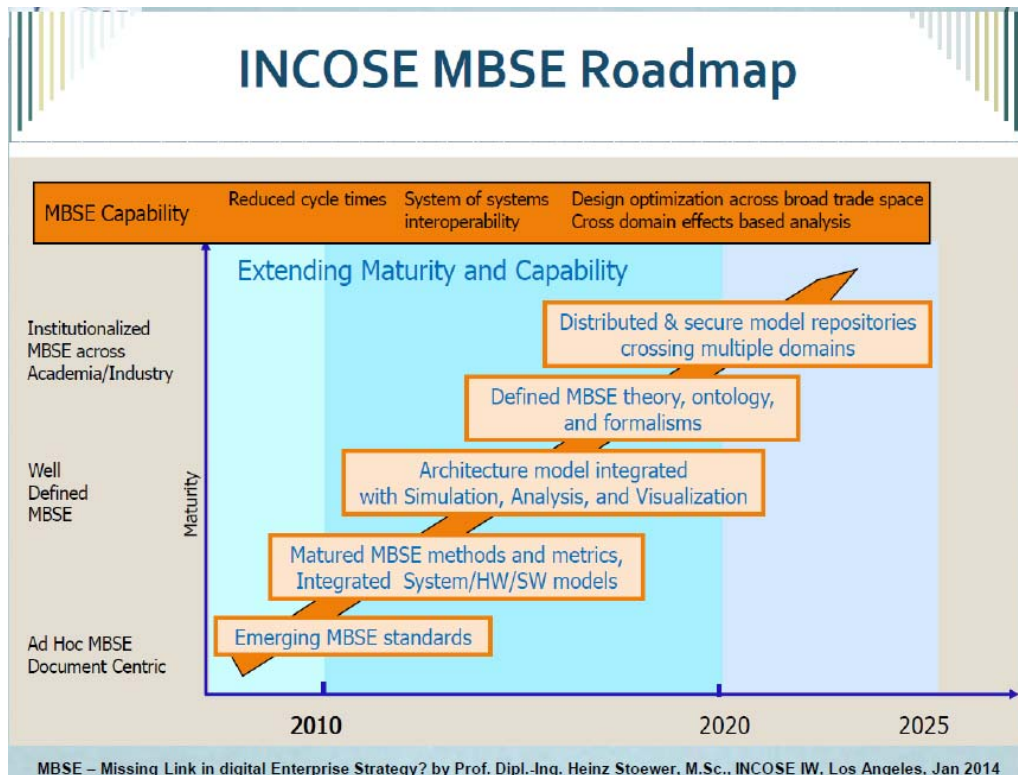 INCOSE MBSE Roadmap
MBSE Capability
Reduced cycle times
System of systems
interoperability
Design optimization across broad trade space
Cross domain effects based analysis
Extending Maturity and Capability
Institutionalized
MBSE across
Academia/Industry
Distributed & secure model repositories
crossing multiple domains
Defined MBSE theory, ontology,
and formalisms
Well
Defined
MBSE
Maturity
Architecture model integrated
with Simulation, Analysis, and Visualization
Matured MBSE methods and metrics,
Integrated System/HW/SW models
Ad Hoc MBSE
Document Centric
Emerging MBSE standards
2010
2020
2025
MBSE – Missing Link in digital Enterprise Strategy? by Prof. Dipl.-Ing. Heinz Stoewer, M.Sc., INCOSE IW, Los Angeles, Jan 2014